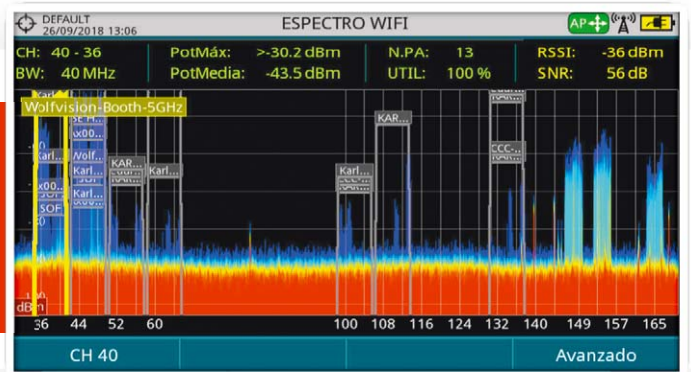 DEFAULT
26/09/2018 13:06
ESPECTRO WIFI
AP
CH: 40 - 36
PotMáx: >-30.2 dBm
N.PA: 13
RSSI: -36 dBm
BW: 40 MHz
PotMedia: -43.5 dBm
UTIL: 100 %
SNR: 56 dB
Wolfvision-Booth-5GHz
KAR...
CCC-...
Karl...
Wolf...
KAR...
Karl...
Karl...
Karl...
SOF
Karl...
dBm
36 44 52 60 100 108 116 124 132 140 149 157 165
CH 40
Avanzado